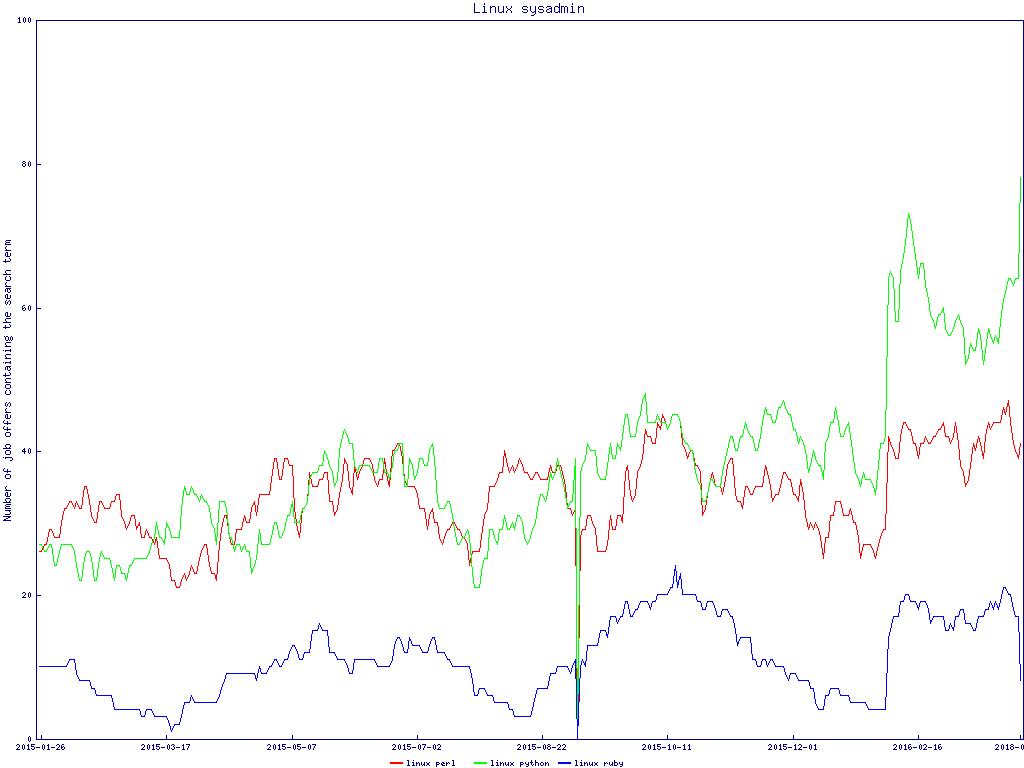 Linux sysadmin
100
80
60
40
20
0
Number of job offers containing the search term
2015-01-26 2015-03-17 2015-05-07 2015-07-02 2015-08-22 2015-10-11 2015-12-01 2016-02-16 2018-0
linux perl linux python linux ruby